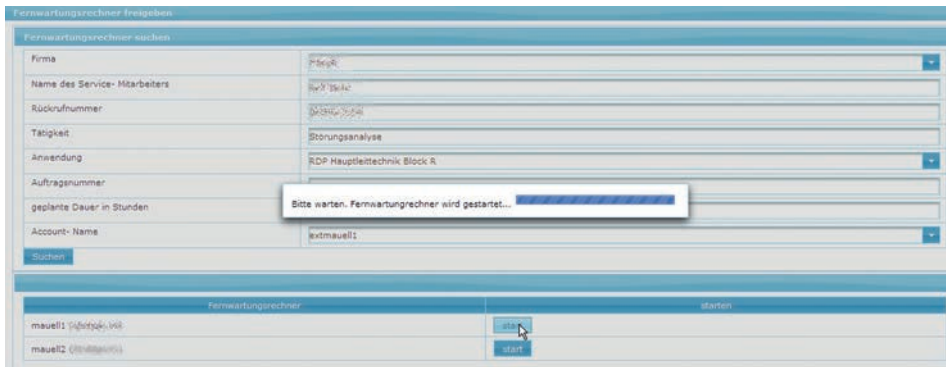 Fernwartungsrechner freigeben
Fernwartungsrechner suchen
Firma
Name des Service- Mitarbeiters
Rückrufnummer
Tätigkeit Störungsanalyse
Anwendung RDP Hauptleittechnik Block R
Auftragsnummer
geplante Dauer in Stunden
Bitte warten. Fernwartungrechner wird gestartet...
Account- Name extmauell1
Suchen
Fernwartungsrechner starten
mauell1 start
mauell2 start